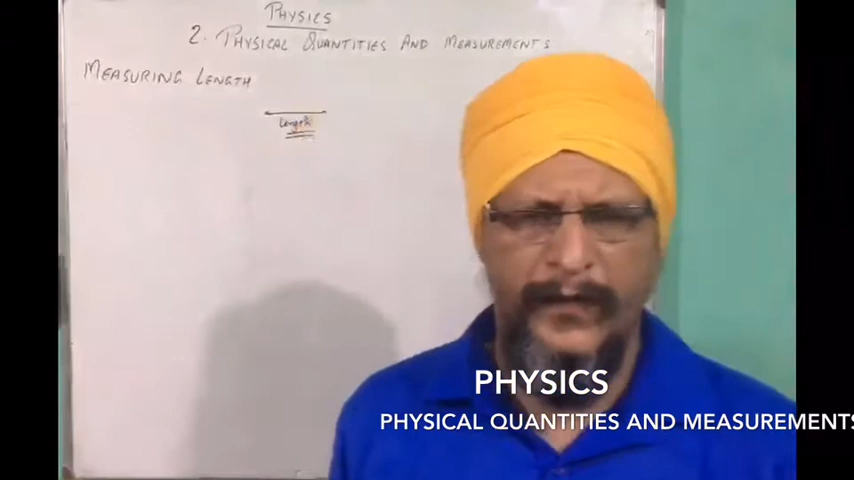 PHYSICS
2. PHYSICAL QUANTITIES AND MEASUREMENTS
MEASURING LENGTH
Length
PHYSICS
PHYSICAL QUANTITIES AND MEASUREMENTS